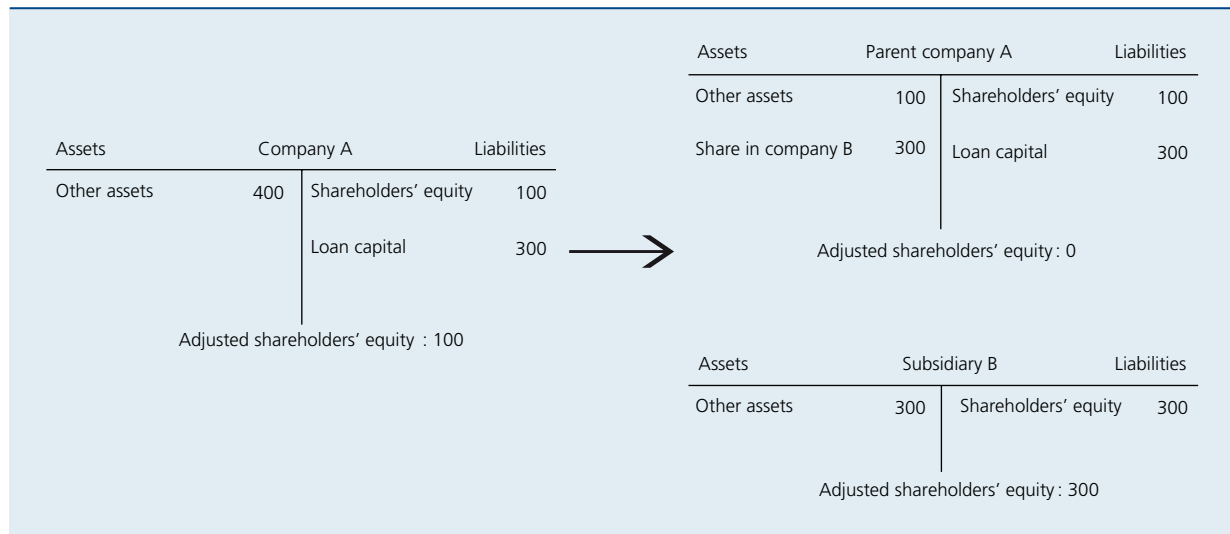 Assets Company A Liabilities
Other assets 400 Shareholders' equity 100
Loan capital 300
Adjusted shareholders' equity : 100
Assets Parent company A Liabilities
Other assets 100 Shareholders' equity 100
Share in company B 300 Loan capital 300
Adjusted shareholders' equity : 0
Assets Subsidiary B Liabilities
Other assets 300 Shareholders' equity 300
Adjusted shareholders' equity : 300